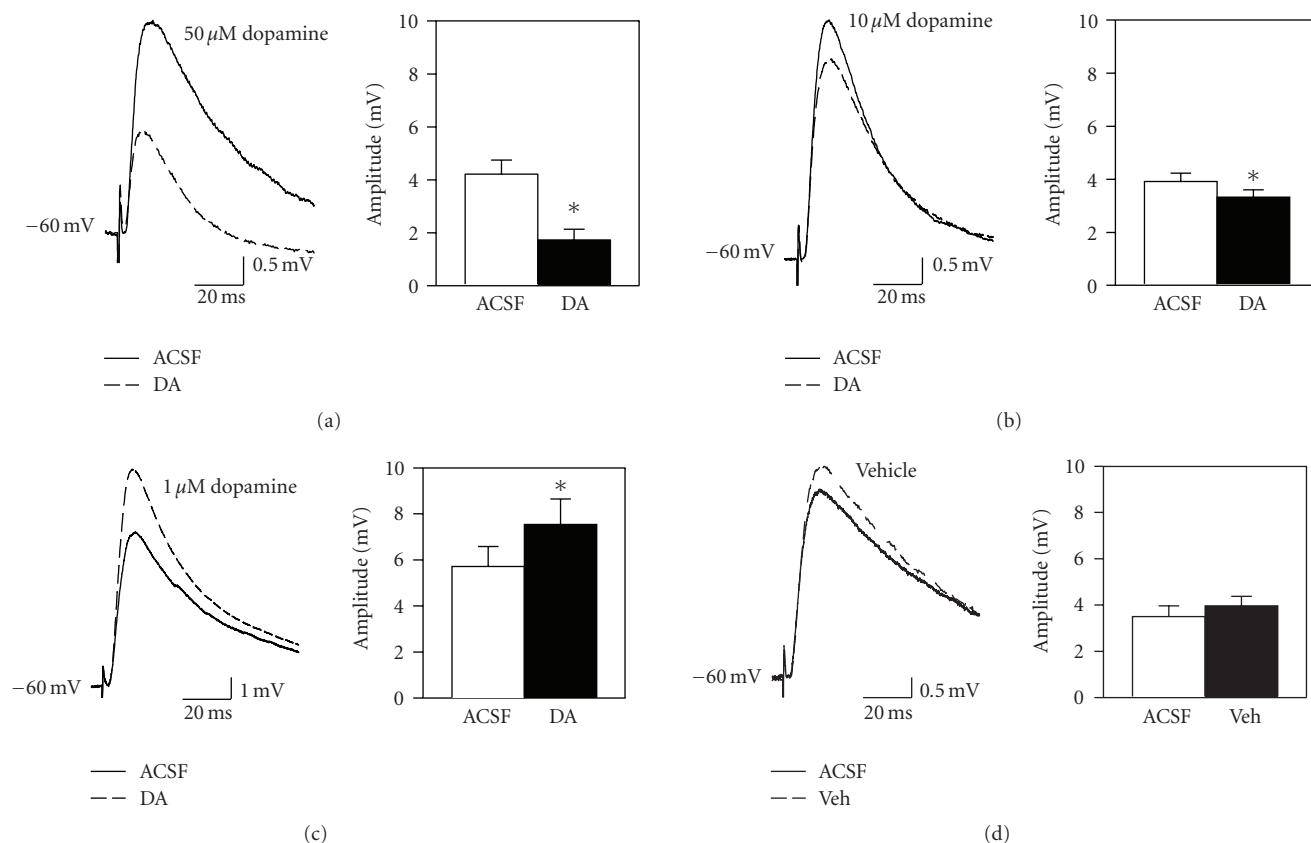 50 μM dopamine
−60 mV
0.5 mV
20 ms
Amplitude (mV)
10
8
6
4
2
0
*
ACSF DA
ACSF
DA
(a)
10 μM dopamine
−60 mV
0.5 mV
20 ms
Amplitude (mV)
10
8
6
4
2
0
*
ACSF DA
ACSF
DA
(b)
1 μM dopamine
−60 mV
1 mV
20 ms
Amplitude (mV)
10
8
6
4
2
0
*
ACSF DA
ACSF
DA
(c)
Vehicle
−60 mV
0.5 mV
20 ms
Amplitude (mV)
10
8
6
4
2
0
ACSF Veh
ACSF
Veh
(d)